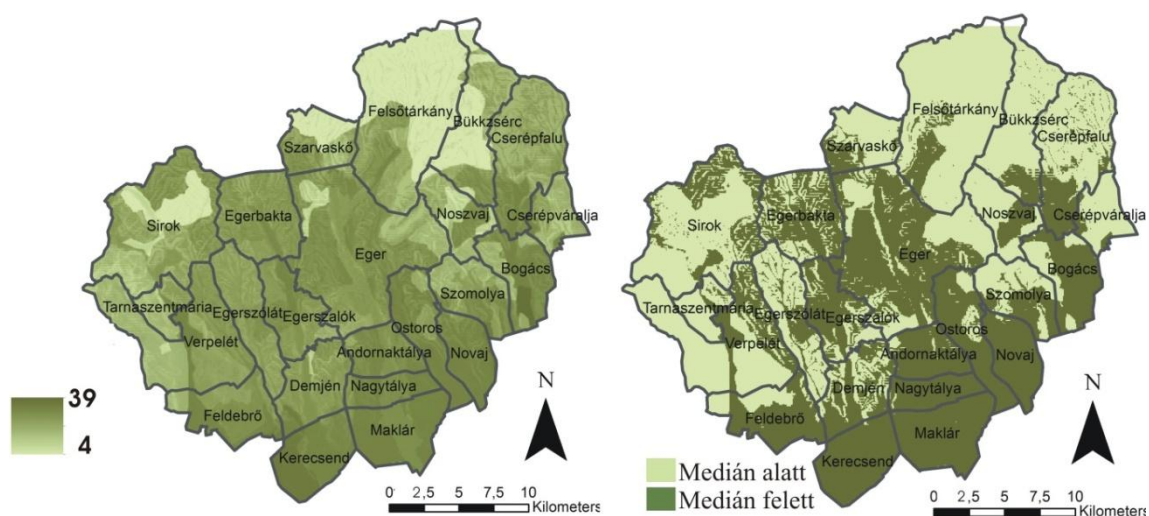 Felsőtárkány
Bükkzsérc
Cserépfalu
Szarvaskő
Sirok
Egerbakta
Noszvaj
Cserépváralja
Eger
Bogács
Szomolya
Tarnaszentmária
Egerszólát
Egerszalók
Ostoros
Verpelét
Andornaktálya
Novaj
Demjén
Nagytálya
Feldebrő
Maklár
Kerecsend
39
4
N
0 2,5 5 7,5 10
Kilometers
Felsőtárkány
Bükkzsérc
Cserépfalu
Szarvaskő
Sirok
Egerbakta
Noszvaj
Cserépváralja
Eger
Bogács
Szomolya
Tarnaszentmária
Egerszólát
Egerszalók
Ostoros
Verpelét
Andornaktálya
Novaj
Demjén
Nagytálya
Feldebrő
Maklár
Kerecsend
N
Medián alatt
Medián felett
0 2,5 5 7,5 10
Kilometers